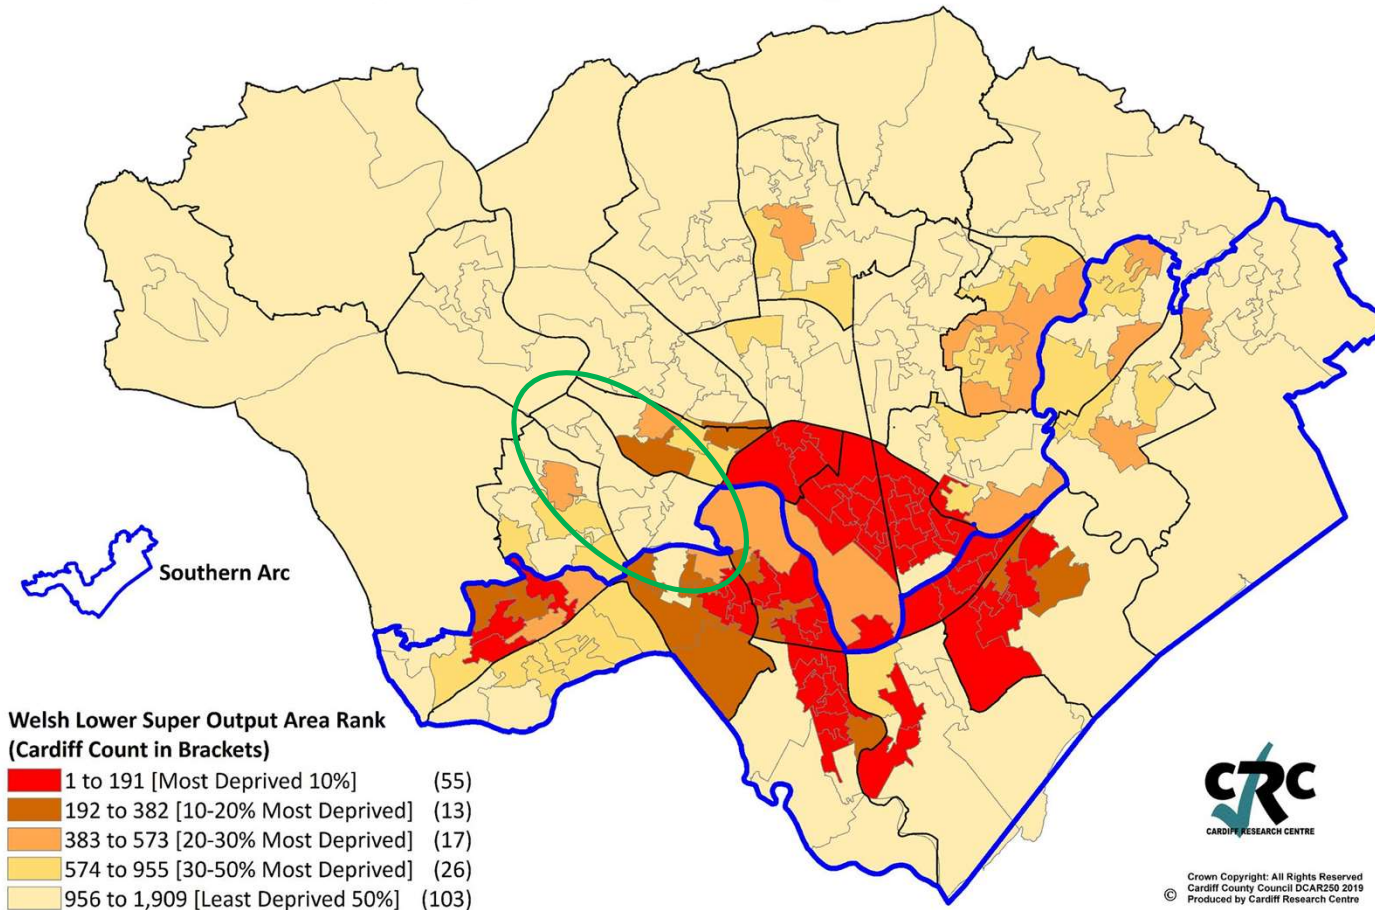 Southern Arc
Welsh Lower Super Output Area Rank
(Cardiff Count in Brackets)
1 to 191 [Most Deprived 10%] (55)
192 to 382 [10-20% Most Deprived] (13)
383 to 573 [20-30% Most Deprived] (17)
574 to 955 [30-50% Most Deprived] (26)
956 to 1,909 [Least Deprived 50%] (103)
CRC
CARDIFF RESEARCH CENTRE
Crown Copyright: All Rights Reserved
Cardiff County Council DCAR250 2019
© Produced by Cardiff Research Centre